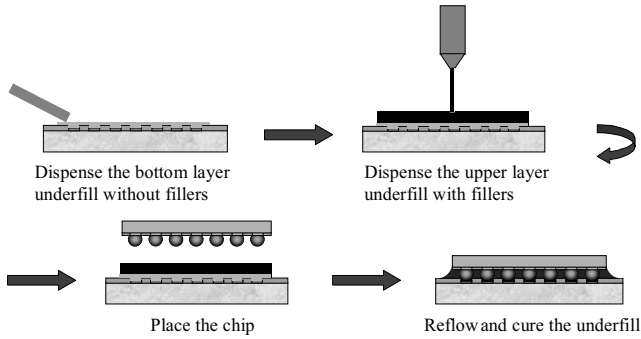 Dispense the bottom layer
underfill without fillers
Dispense the upper layer
underfill with fillers
Place the chip
Reflow and cure the underfill